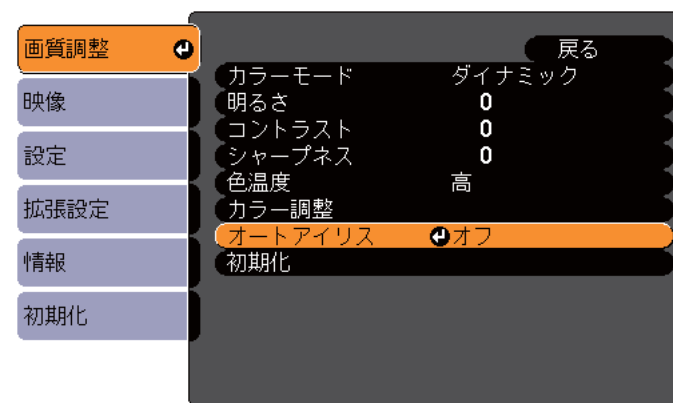 画質調整
映像
設定
拡張設定
情報
初期化
戻る
カラーモード ダイナミック
明るさ 0
コントラスト 0
シャープネス 0
色温度 高
カラー調整
オートアイリス オフ
初期化